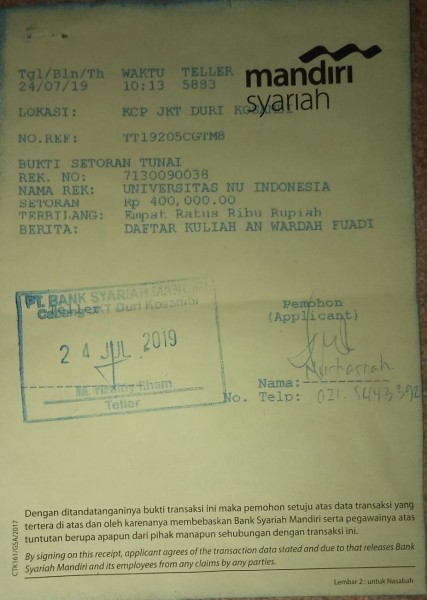 mandiri
syariah
Tgl/Bln/Th WAKTU TELLER
24/07/19 10:13 5883
LOKASI: KCP JKT DURI KOSAMBI
NO.REF: TT19205CGTM8
BUKTI SETORAN TUNAI
REK. NO: 7130090038
NAMA REK: UNIVERSITAS NU INDONESIA
SETORAN Rp 400,000.00
TERBILANG: Empat Ratus Ribu Rupiah
BERITA: DAFTAR KULIAH AN WARDAH FUADI
PT. BANK SYARIAH MANDIRI
Teller
Cabang JKT Duri Kosambi
24 JUL 2019
Teller
Pemohon
(Applicant)
Nama: Nurhasnah
No. Telp: 021.5443392
Dengan ditandatanganinya bukti transaksi ini maka pemohon setuju atas data transaksi yang
tertera di atas dan oleh karenanya membebaskan Bank Syariah Mandiri serta pegawainya atas
tuntutan berupa apapun dari pihak manapun sehubungan dengan transaksi ini.
By signing on this receipt, applicant agrees of the transaction data stated and due to that releases Bank
Syariah Mandiri and its employees from any claims by any parties.
Lembar 2 : untuk Nasabah
CTK161/GSA/2017